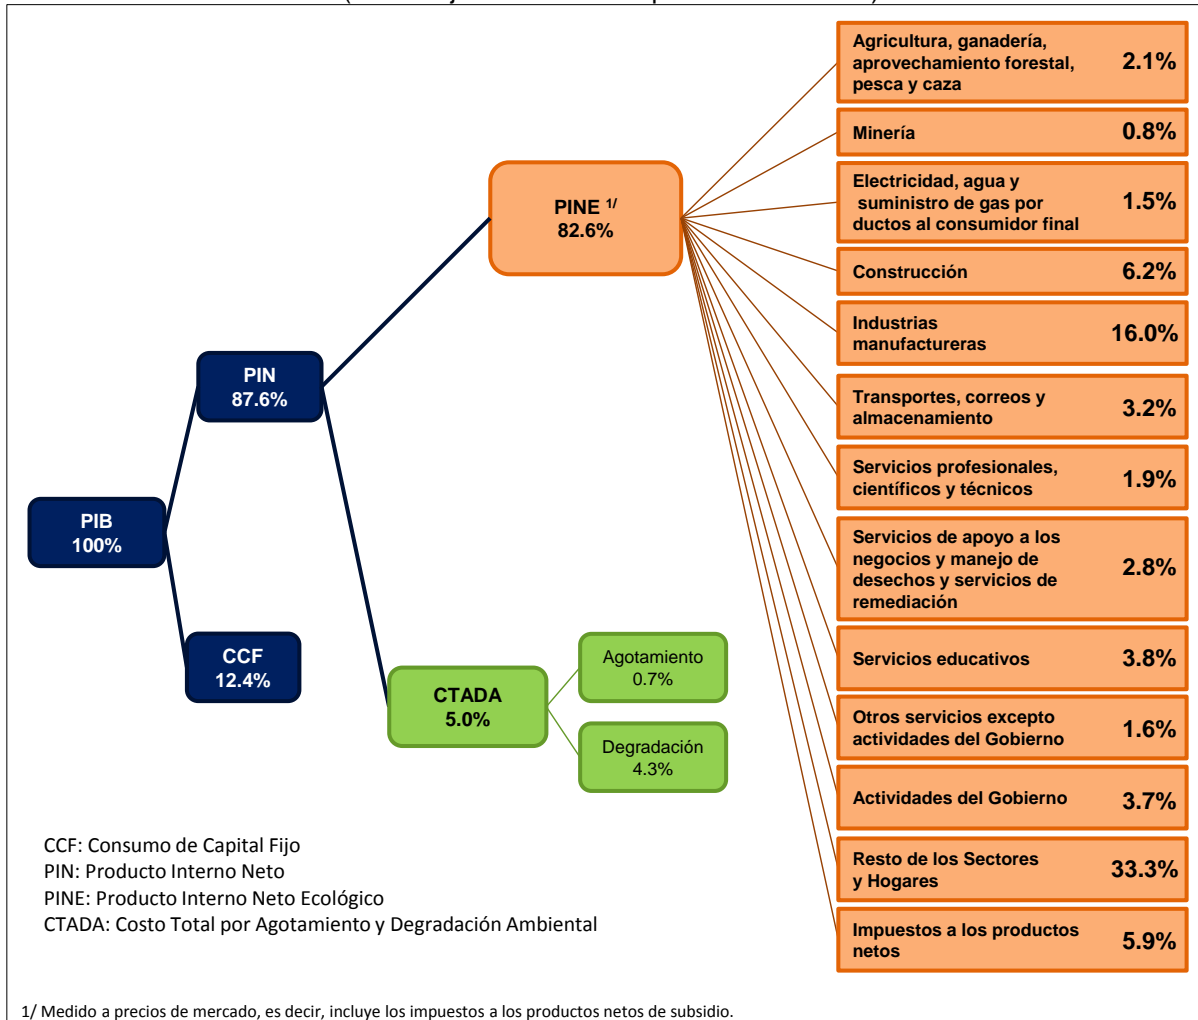 PIB
100%
PIN
87.6%
CCF
12.4%
PINE 1/
82.6%
CTADA
5.0%
Agotamiento
0.7%
Degradación
4.3%
Agricultura, ganadería,
aprovechamiento forestal,
pesca y caza
2.1%
Minería
0.8%
Electricidad, agua y
suministro de gas por
ductos al consumidor final
1.5%
Construcción
6.2%
Industrias
manufactureras
16.0%
Transportes, correos y
almacenamiento
3.2%
Servicios profesionales,
científicos y técnicos
1.9%
Servicios de apoyo a los
negocios y manejo de
desechos y servicios de
remediación
2.8%
Servicios educativos
3.8%
Otros servicios excepto
actividades del Gobierno
1.6%
Actividades del Gobierno
3.7%
Resto de los Sectores
y Hogares
33.3%
Impuestos a los productos
netos
5.9%
CCF: Consumo de Capital Fijo
PIN: Producto Interno Neto
PINE: Producto Interno Neto Ecológico
CTADA: Costo Total por Agotamiento y Degradación Ambiental
1/ Medido a precios de mercado, es decir, incluye los impuestos a los productos netos de subsidio.